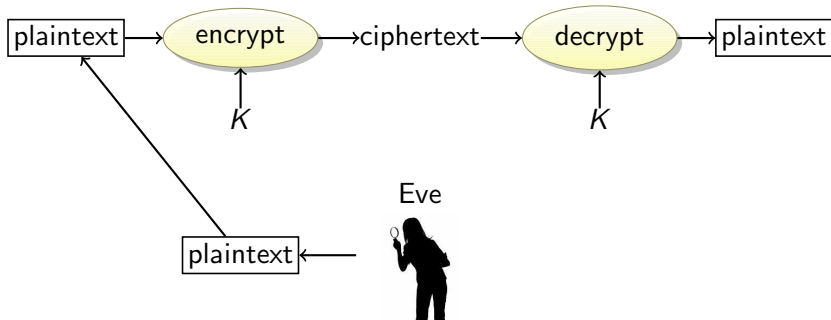 plaintext encrypt ciphertext decrypt plaintext
K K
Eve
plaintext